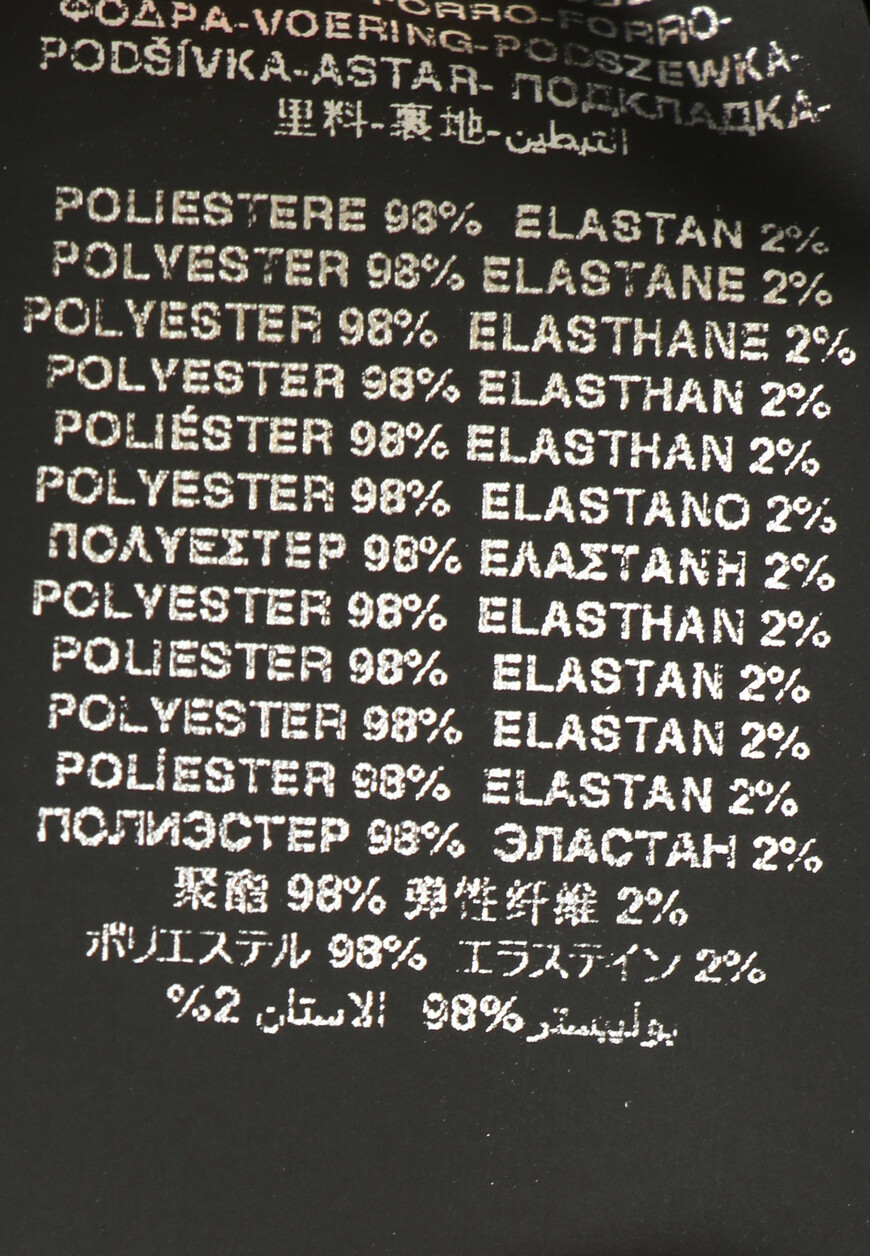 FORRO-FORRO-
ΦΟΔΡΑ-VOERING-PODSZEWKA-
PODŠÍVKA-ASTAR- ПОДКЛАДКА-
里料-裏地-التبطين
POLIESTERE 98% ELASTAN 2%
POLYESTER 98% ELASTANE 2%
POLYESTER 98% ELASTHANE 2%
POLYESTER 98% ELASTHAN 2%
POLIÉSTER 98% ELASTHAN 2%
POLYESTER 98% ELASTANO 2%
ΠΟΛΥΕΣΤΕΡ 98% ΕΛΑΣΤΑΝΗ 2%
POLYESTER 98% ELASTHAN 2%
POLIESTER 98% ELASTAN 2%
POLYESTER 98% ELASTAN 2%
POLİESTER 98% ELASTAN 2%
ПОЛИЭСТЕР 98% ЭЛАСТАН 2%
聚酯 98% 弹性纤维 2%
ポリエステル 98% エラステイン 2%
بولييستر 98% الاستان 2%